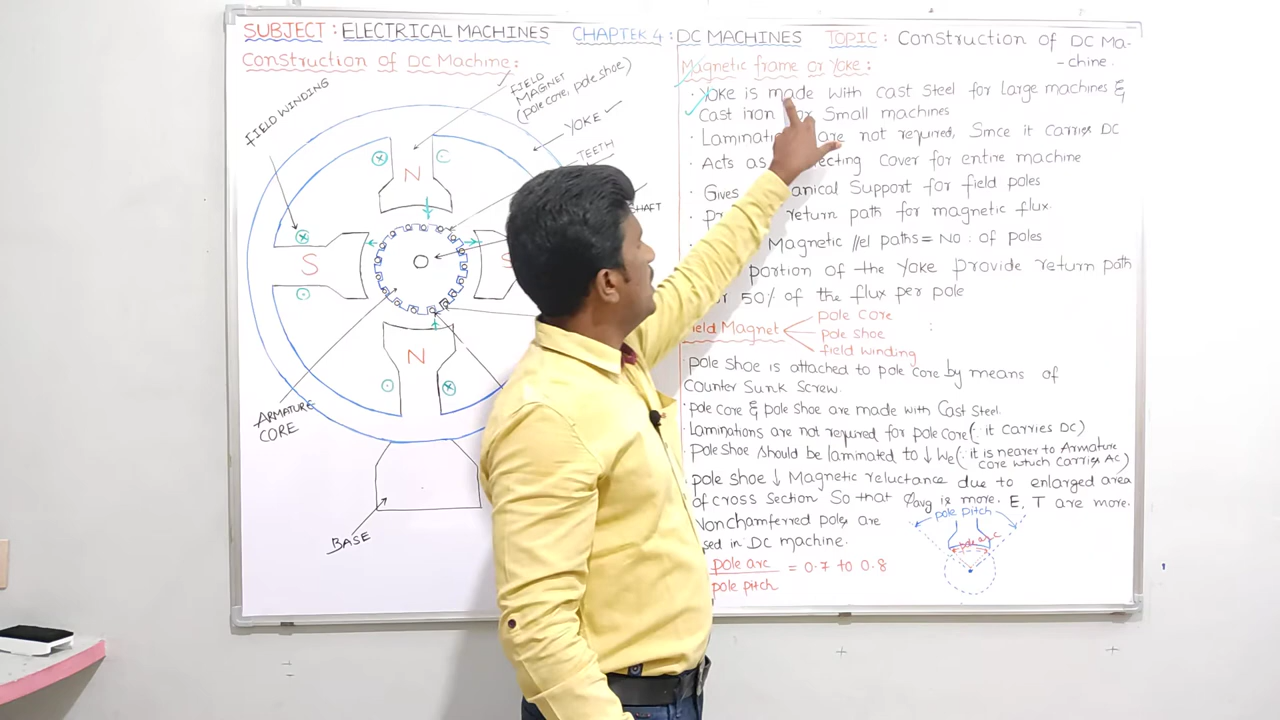 SUBJECT : ELECTRICAL MACHINES CHAPTER 4 : DC MACHINES TOPIC : Construction of DC Ma-
- chine.
Construction of DC Machine :
FIELD WINDING
FIELD
MAGNET
(pole core, pole shoe)
YOKE
TEETH
SHAFT
N
S
S
N
ARMATURE
CORE
BASE
Magnetic frame or Yoke :
· Yoke is made with cast steel for large machines &
Cast iron for Small machines
· Laminations are not required, Since it carries DC
· Acts as cover for entire machine
· Gives Mechanical Support for field poles
· return path for magnetic flux.
· Magnetic //el paths = No : of poles
portion of the Yoke provide return path
50% of the flux per pole
Field Magnet
pole core
pole shoe
field winding
:
pole shoe is attached to pole core by means of
Counter Sunk Screw.
· pole core & pole shoe are made with Cast Steel.
· Laminations are not required for pole core (∵ it carries DC)
· pole shoe should be laminated to ↓ We (∵ it is nearer to Armature
core which carries AC)
· pole shoe ↓ Magnetic reluctance due to enlarged area
of cross section So that φavg is more. E, T are more.
Nonchamfered poles are
used in DC machine.
pole pitch
pole arc
pole arc
pole pitch
= 0.7 to 0.8